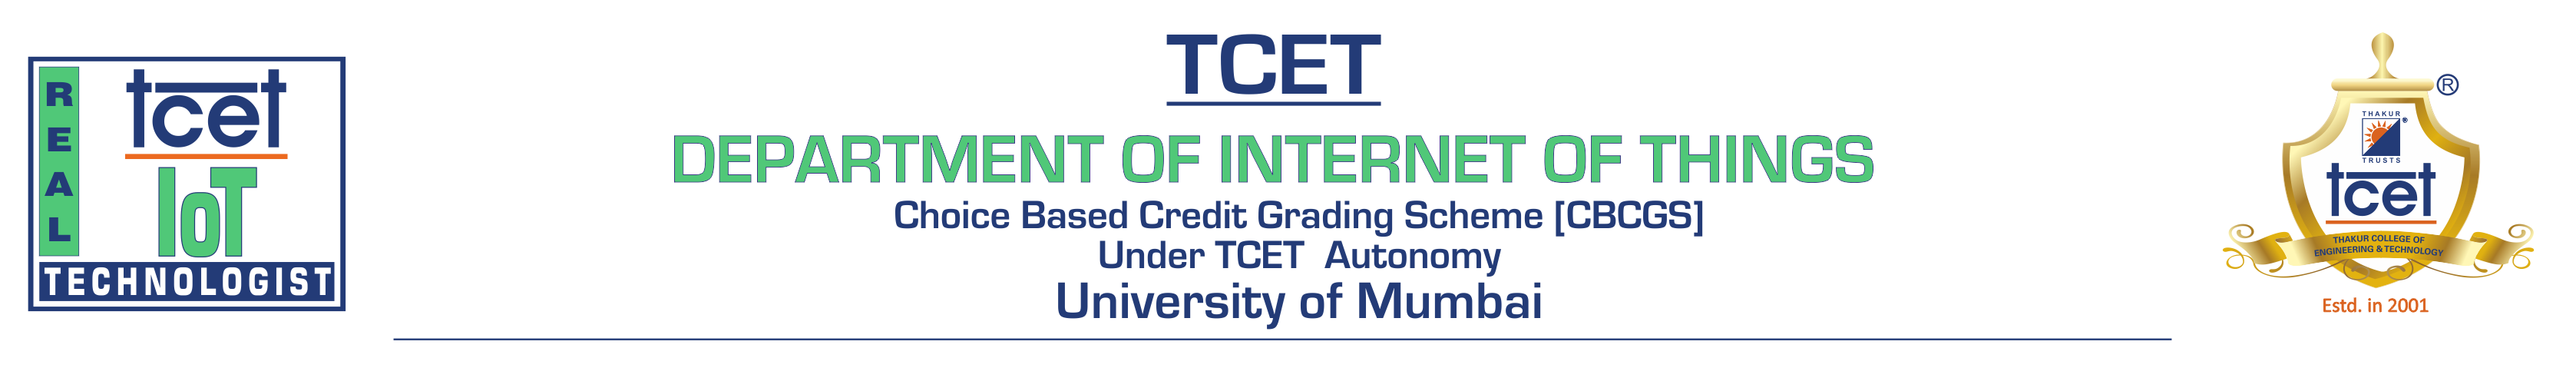 REAL
tcet
IoT
TECHNOLOGIST
TCET
DEPARTMENT OF INTERNET OF THINGS
Choice Based Credit Grading Scheme [CBCGS]
Under TCET Autonomy
University of Mumbai
®
THAKUR
®
TRUSTS
tcet
THAKUR COLLEGE OF
ENGINEERING & TECHNOLOGY
Estd. in 2001